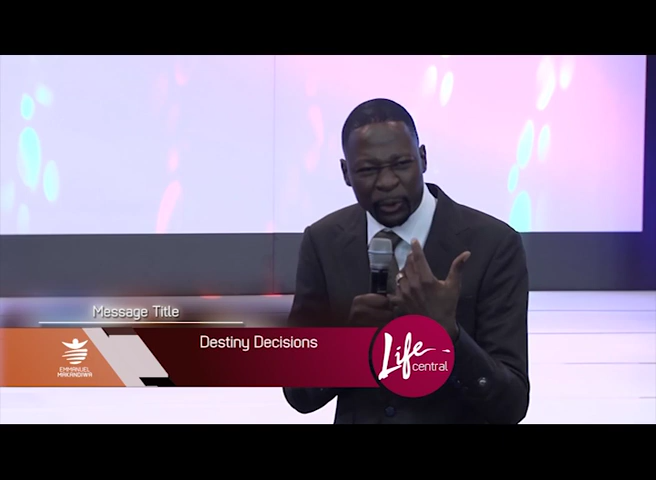 Message Title
Destiny Decisions
EMMANUEL
MAKANDIWA
Life
central